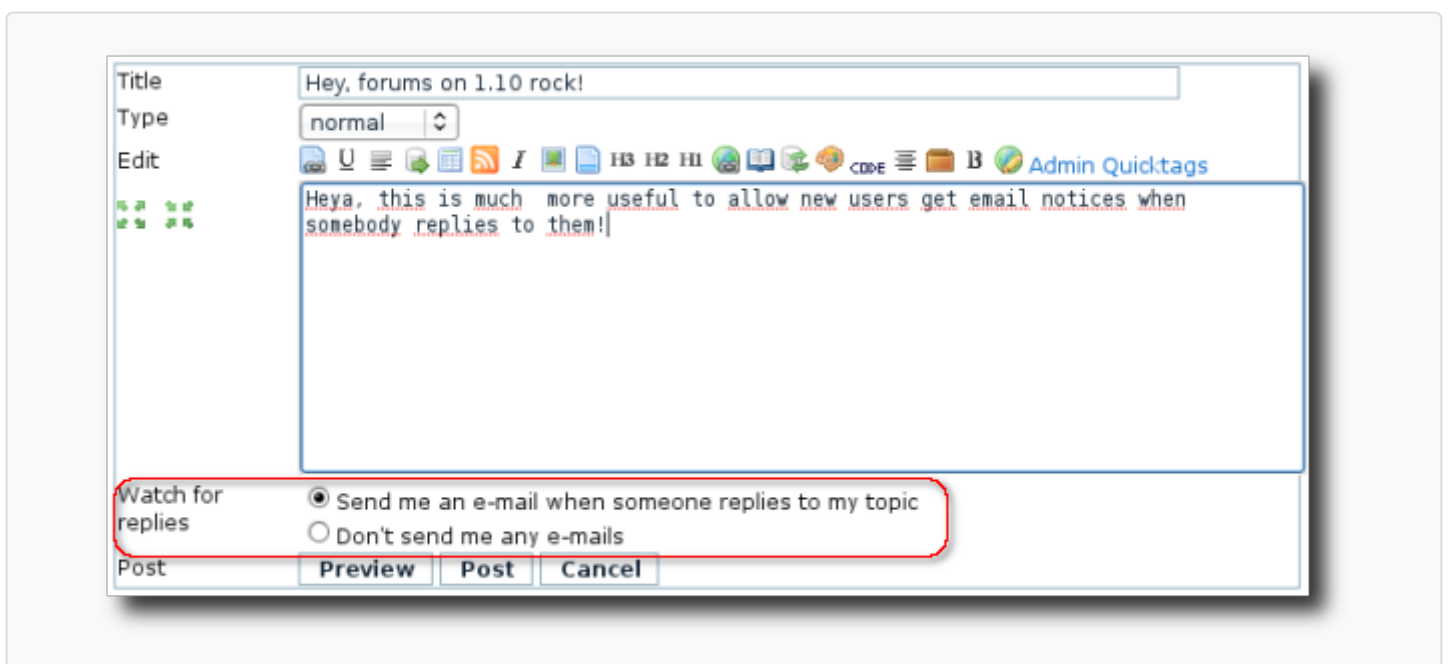 Title Hey, forums on 1.10 rock!
Type normal
Edit U I H3 H2 H1 CODE B Admin Quicktags
Heya, this is much  more useful to allow new users get email notices when
somebody replies to them!
Watch for
replies
Send me an e-mail when someone replies to my topic
Don't send me any e-mails
Post Preview Post Cancel